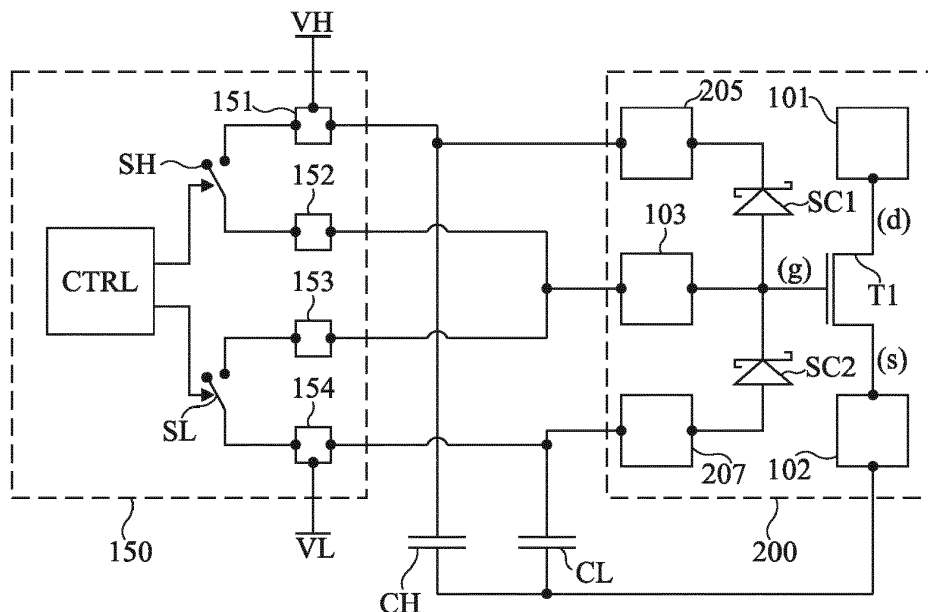 VH
151
205
101
SH
152
SC1
(d)
103
CTRL
(g)
T1
153
SC2
(s)
154
SL
207
102
150
VL
200
CH
CL